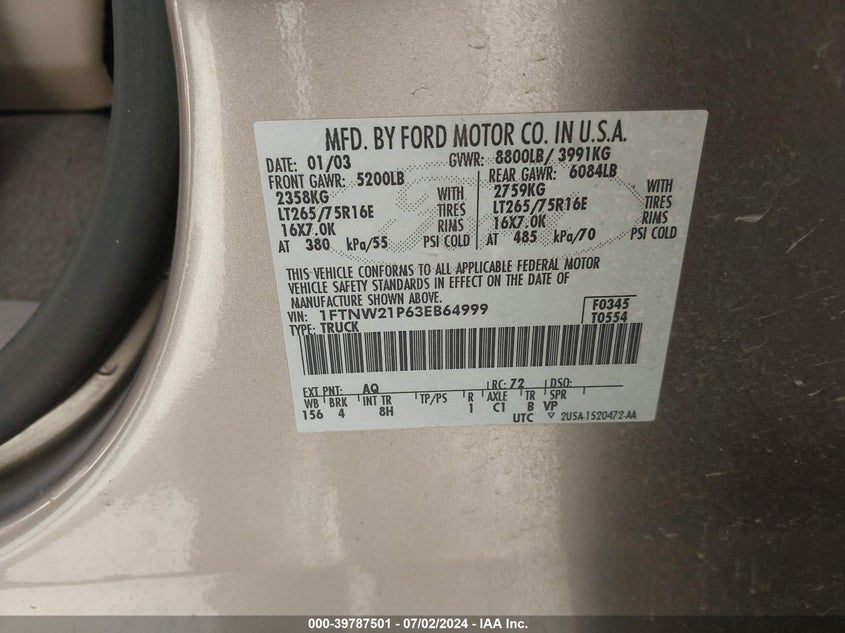 MFD. BY FORD MOTOR CO. IN U.S.A.
DATE: 01/03 GVWR: 8800LB/ 3991KG
FRONT GAWR: 5200LB REAR GAWR: 6084LB
2358KG WITH 2759KG WITH
LT265/75R16E TIRES LT265/75R16E TIRES
16X7.0K RIMS 16X7.0K RIMS
AT 380 kPa/55 PSI COLD AT 485 kPa/70 PSI COLD
THIS VEHICLE CONFORMS TO ALL APPLICABLE FEDERAL MOTOR
VEHICLE SAFETY STANDARDS IN EFFECT ON THE DATE OF
MANUFACTURE SHOWN ABOVE.
VIN: 1FTNW21P63EB64999 F0345
TYPE: TRUCK T0554
EXT PNT: AQ RC: 72 DSO:
WB BRK INT TR TP/PS R AXLE TR SPR
156 4 8H 1 C1 B VP
UTC 2U5A-1520472-AA
000-39787501 - 07/02/2024 - IAA Inc.